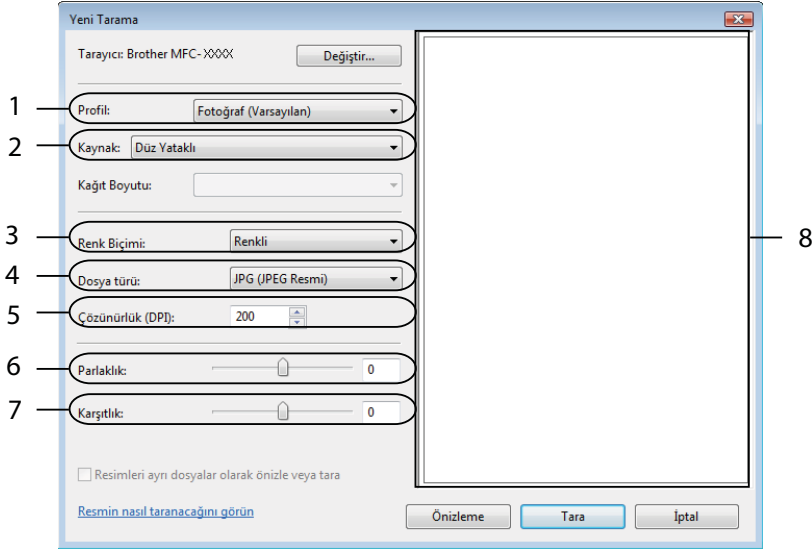 Yeni Tarama
Tarayıcı: Brother MFC-XXXX
Değiştir...
1 Profil: Fotoğraf (Varsayılan)
2 Kaynak: Düz Yataklı
Kağıt Boyutu:
3 Renk Biçimi: Renkli
4 Dosya türü: JPG (JPEG Resmi)
5 Çözünürlük (DPI): 200
6 Parlaklık: 0
7 Karşıtlık: 0
8
Resimleri ayrı dosyalar olarak önizle veya tara
Resmin nasıl taranacağını görün
Önizleme Tara İptal